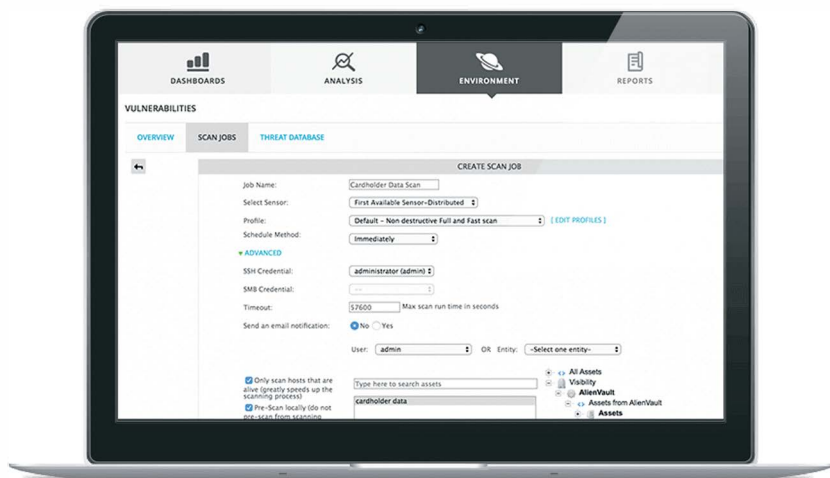 DASHBOARDS
ANALYSIS
ENVIRONMENT
REPORTS
VULNERABILITIES
OVERVIEW
SCAN JOBS
THREAT DATABASE
CREATE SCAN JOB
Job Name: Cardholder Data Scan
Select Sensor: First Available Sensor-Distributed
Profile: Default - Non destructive Full and Fast scan [ EDIT PROFILES ]
Schedule Method: Immediately
ADVANCED
SSH Credential: administrator (admin)
SMB Credential: --
Timeout: 57600 Max scan run time in seconds
Send an email notification: No Yes
User: admin OR Entity: -Select one entity-
Only scan hosts that are
alive (greatly speeds up the
scanning process)
Pre-Scan locally (do not
pre-scan from scanning
Type here to search assets
cardholder data
All Assets
Visibility
AlienVault
Assets from AlienVault
Assets